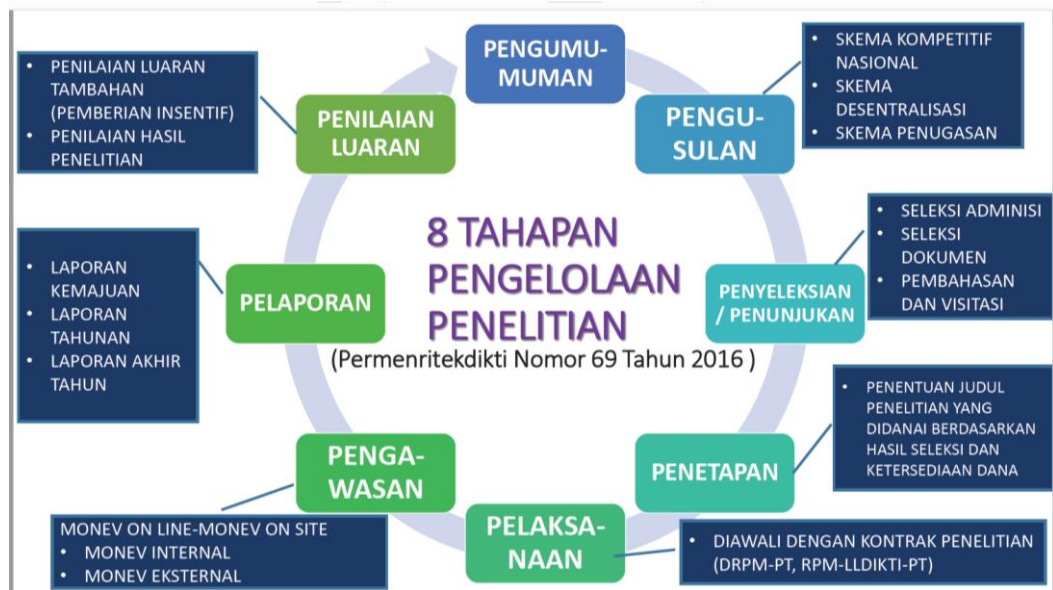 PENGUMU-
MUMAN
PENGU-
SULAN
• SKEMA KOMPETITIF
NASIONAL
• SKEMA
DESENTRALISASI
• SKEMA PENUGASAN
PENYELEKSIAN
/ PENUNJUKAN
• SELEKSI ADMINISI
• SELEKSI
DOKUMEN
• PEMBAHASAN
DAN VISITASI
PENETAPAN
• PENENTUAN JUDUL
PENELITIAN YANG
DIDANAI BERDASARKAN
HASIL SELEKSI DAN
KETERSEDIAAN DANA
PELAKSA-
NAAN
• DIAWALI DENGAN KONTRAK PENELITIAN
(DRPM-PT, RPM-LLDIKTI-PT)
PENGA-
WASAN
MONEV ON LINE-MONEV ON SITE
• MONEV INTERNAL
• MONEV EKSTERNAL
PELAPORAN
• LAPORAN
KEMAJUAN
• LAPORAN
TAHUNAN
• LAPORAN AKHIR
TAHUN
PENILAIAN
LUARAN
• PENILAIAN LUARAN
TAMBAHAN
(PEMBERIAN INSENTIF)
• PENILAIAN HASIL
PENELITIAN
8 TAHAPAN
PENGELOLAAN
PENELITIAN
(Permenritekdikti Nomor 69 Tahun 2016 )